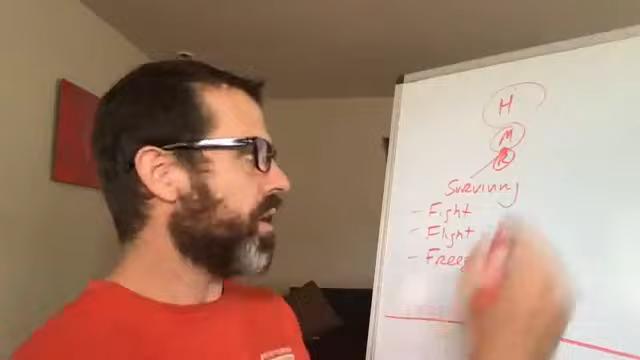 H
M
R
Surviving
- Fight
- Flight
- Freeze